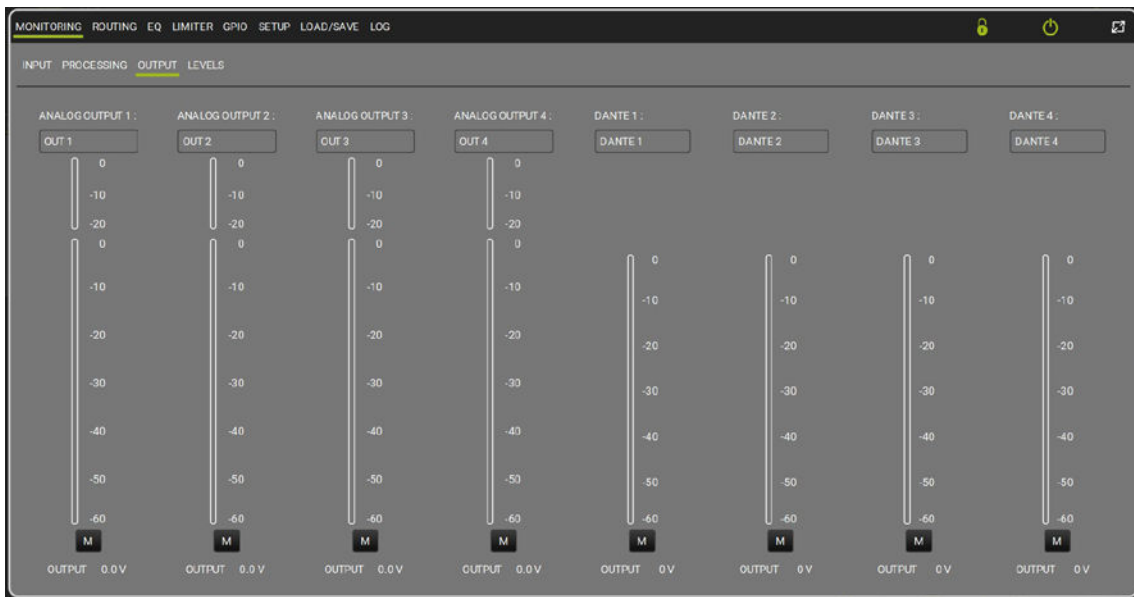 MONITORING ROUTING EQ LIMITER GPIO SETUP LOAD/SAVE LOG
INPUT PROCESSING OUTPUT LEVELS
ANALOG OUTPUT 1 : ANALOG OUTPUT 2 : ANALOG OUTPUT 3 : ANALOG OUTPUT 4 : DANTE 1 : DANTE 2 : DANTE 3 : DANTE 4 :
OUT 1 OUT 2 OUT 3 OUT 4 DANTE 1 DANTE 2 DANTE 3 DANTE 4
0 0 0 0
-10 -10 -10 -10
-20 -20 -20 -20
0 0 0 0
0 0 0 0
-10 -10 -10 -10
-10 -10 -10 -10
-20 -20 -20 -20
-20 -20 -20 -20
-30 -30 -30 -30
-30 -30 -30 -30
-40 -40 -40 -40
-40 -40 -40 -40
-50 -50 -50 -50
-50 -50 -50 -50
-60 -60 -60 -60 -60 -60 -60 -60
M M M M M M M M
OUTPUT 0.0 V OUTPUT 0.0 V OUTPUT 0.0 V OUTPUT 0.0 V OUTPUT 0 V OUTPUT 0 V OUTPUT 0 V OUTPUT 0 V